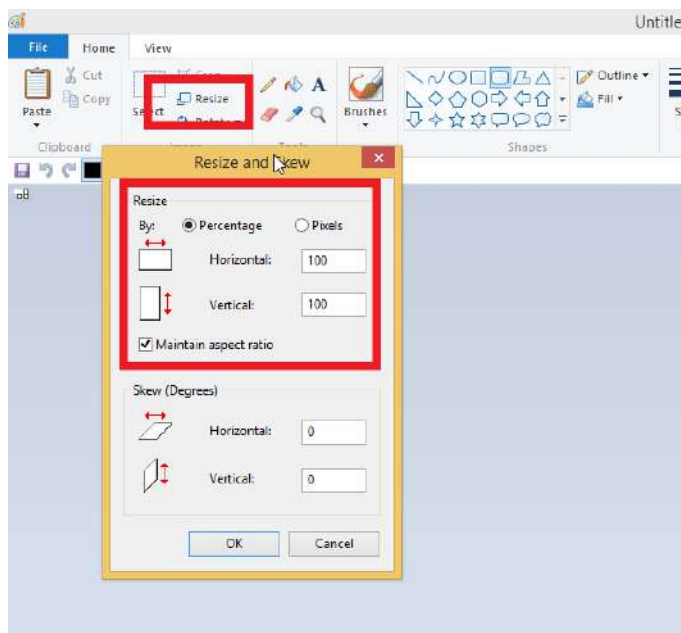 Untitle
File Home View
Cut
Copy
Paste
Clipboard
Select
Resize
Tools
Brushes
Outline
Fill
Shapes
Resize and Skew
Resize
By: Percentage Pixels
Horizontal: 100
Vertical: 100
Maintain aspect ratio
Skew (Degrees)
Horizontal: 0
Vertical: 0
OK Cancel